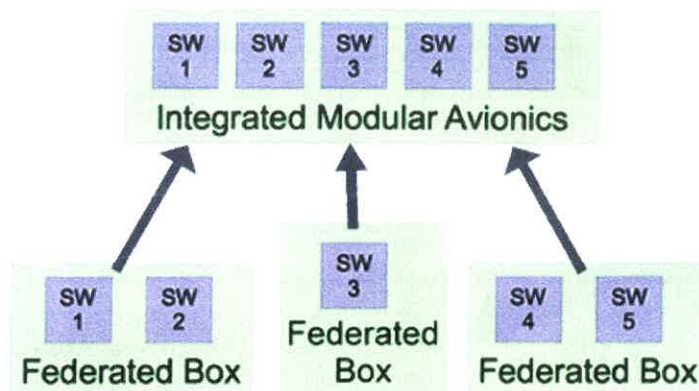 SW SW SW SW SW
1 2 3 4 5
Integrated Modular Avionics
SW
3
SW SW
1 2
Federated Box
Federated
Box
SW SW
4 5
Federated Box